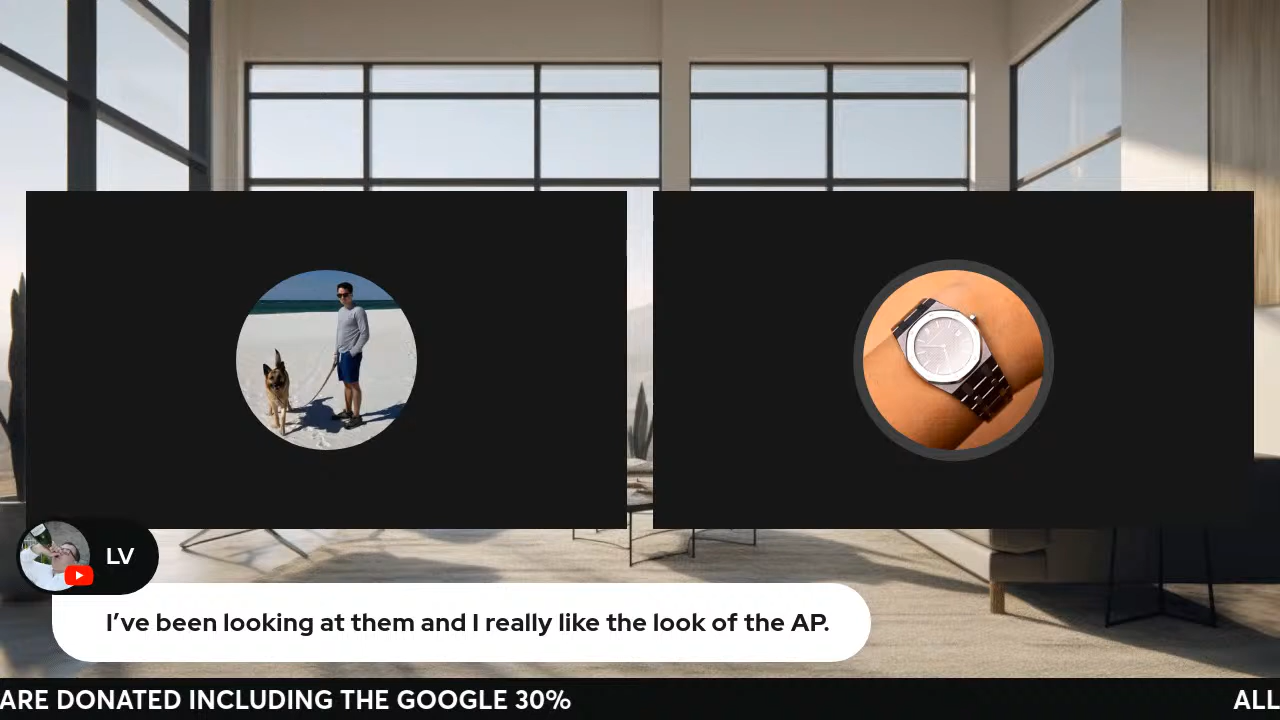 LV
I’ve been looking at them and I really like the look of the AP.
ARE DONATED INCLUDING THE GOOGLE 30% ALL